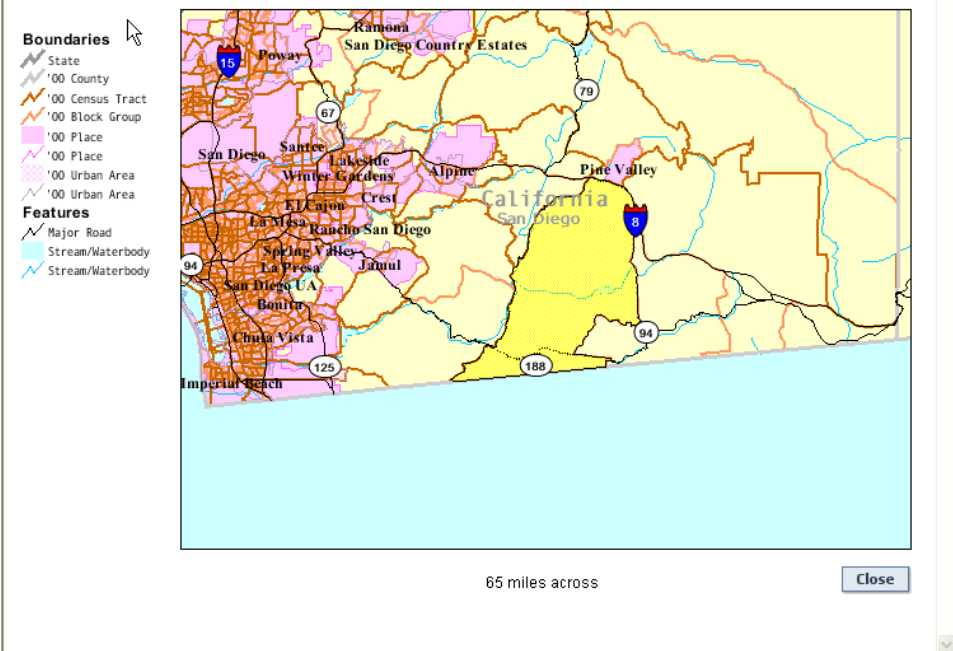 Boundaries
State
'00 County
'00 Census Tract
'00 Block Group
'00 Place
'00 Place
'00 Urban Area
'00 Urban Area
Features
Major Road
Stream/Waterbody
Stream/Waterbody
Ramona
San Diego Country Estates
Poway
15
79
67
San Diego
Santee
Lakeside
Winter Gardens
Alpine
Pine Valley
Crest
California
San Diego
El Cajon
La Mesa
Rancho San Diego
8
Spring Valley
94
La Presa
Jamul
San Diego UA
Bonita
Chula Vista
94
125
188
Imperial Beach
65 miles across
Close